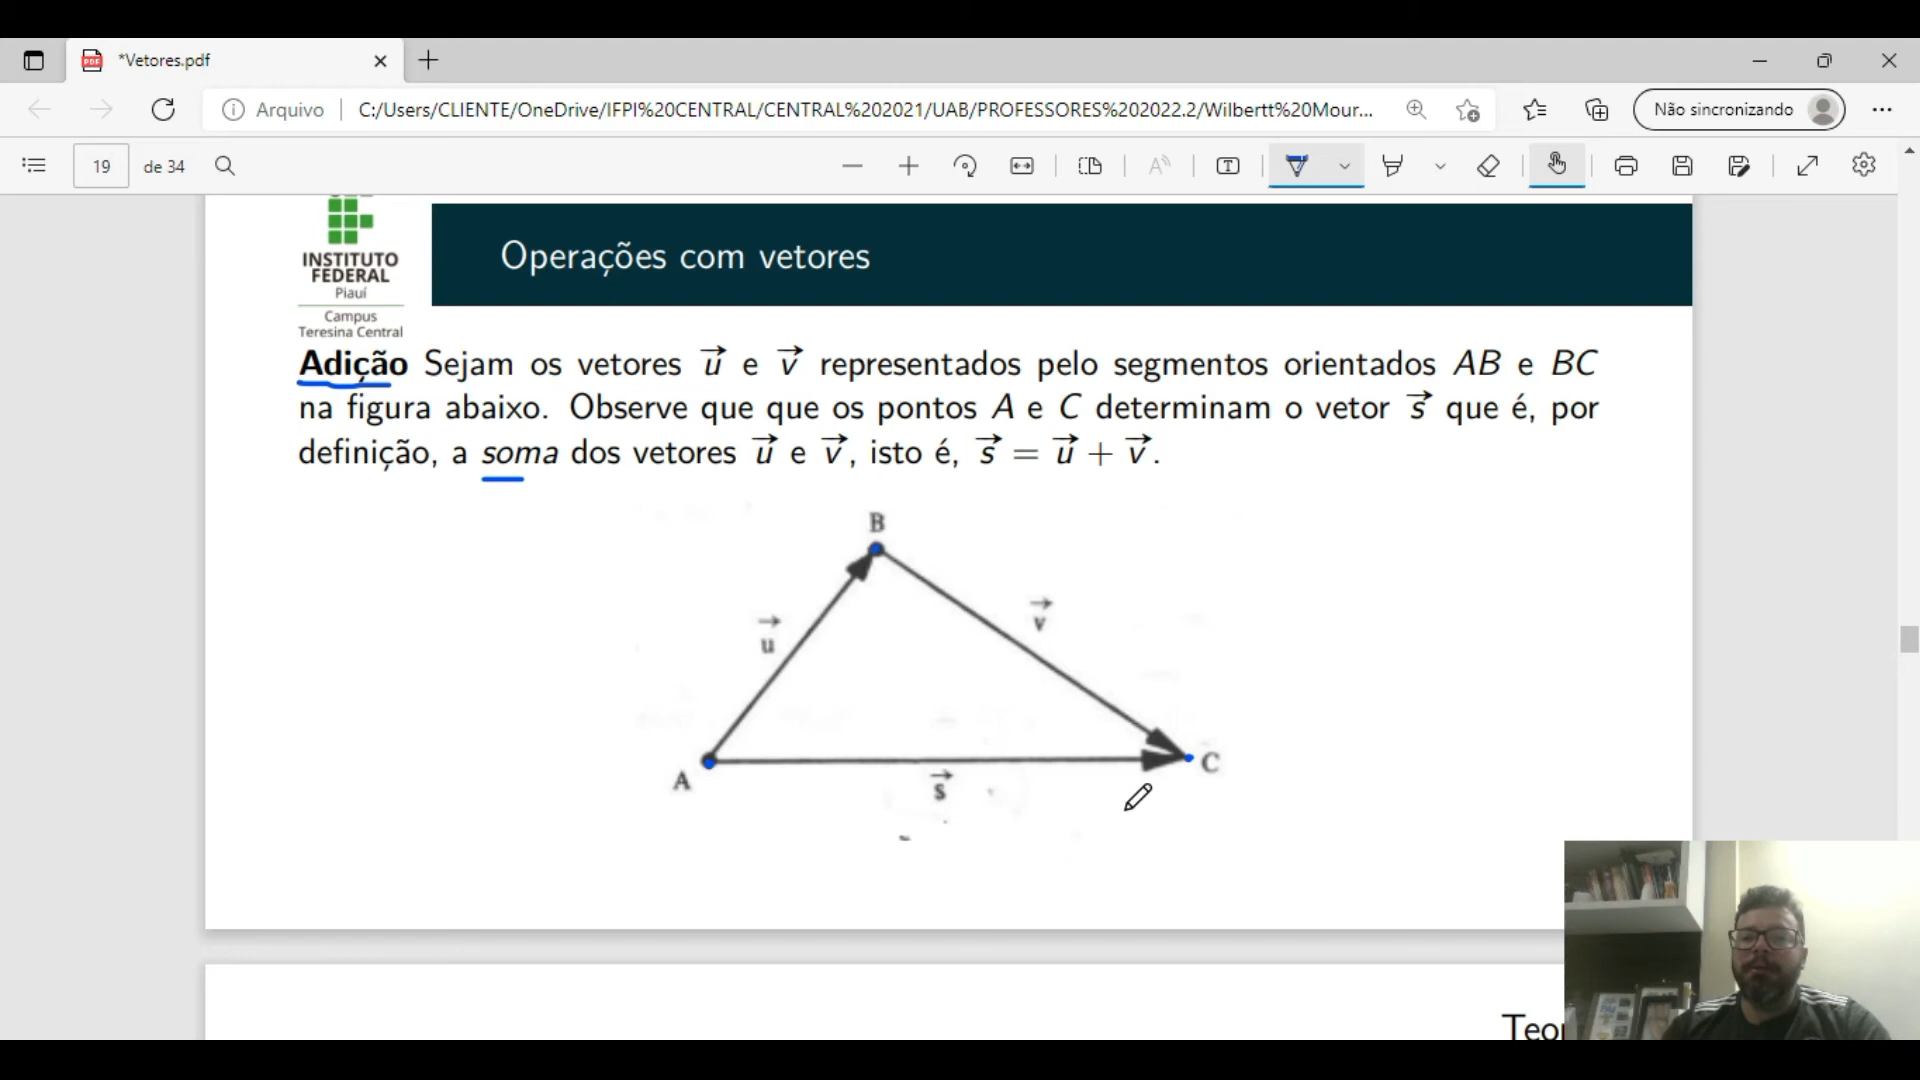 *Vetores.pdf
Arquivo
C:/Users/CLIENTE/OneDrive/IFPI%20CENTRAL/CENTRAL%202021/UAB/PROFESSORES%202022.2/Wilbertt%20Mour...
Não sincronizando
19 de 34
INSTITUTO
FEDERAL
Piauí
Campus
Teresina Central
Operações com vetores
Adição Sejam os vetores u⃗ e v⃗ representados pelo segmentos orientados AB e BC
na figura abaixo. Observe que que os pontos A e C determinam o vetor s⃗ que é, por
definição, a soma dos vetores u⃗ e v⃗, isto é, s⃗ = u⃗ + v⃗.
B
v⃗
u⃗
A
s⃗
C